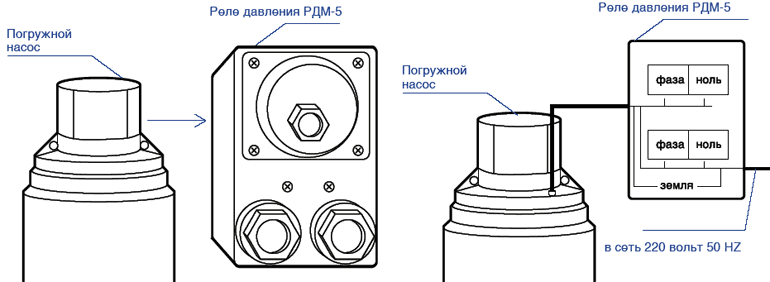 Реле давления РДМ-5
Погружной
насос
Реле давления РДМ-5
Погружной
насос
фаза ноль
фаза ноль
земля
в сеть 220 вольт 50 HZ